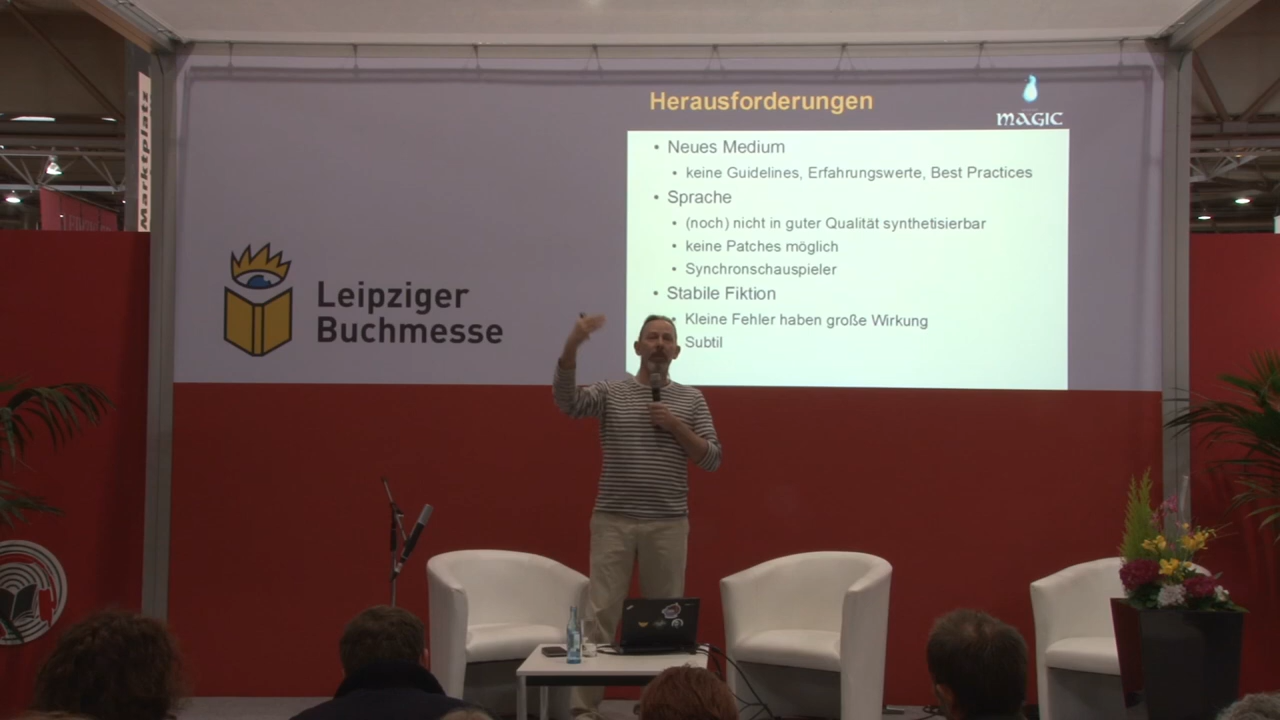 Marktplatz
Leipziger
Buchmesse
Herausforderungen
MAGIC
• Neues Medium
• keine Guidelines, Erfahrungswerte, Best Practices
• Sprache
• (noch) nicht in guter Qualität synthetisierbar
• keine Patches möglich
• Synchronschauspieler
• Stabile Fiktion
• Kleine Fehler haben große Wirkung
Subtil